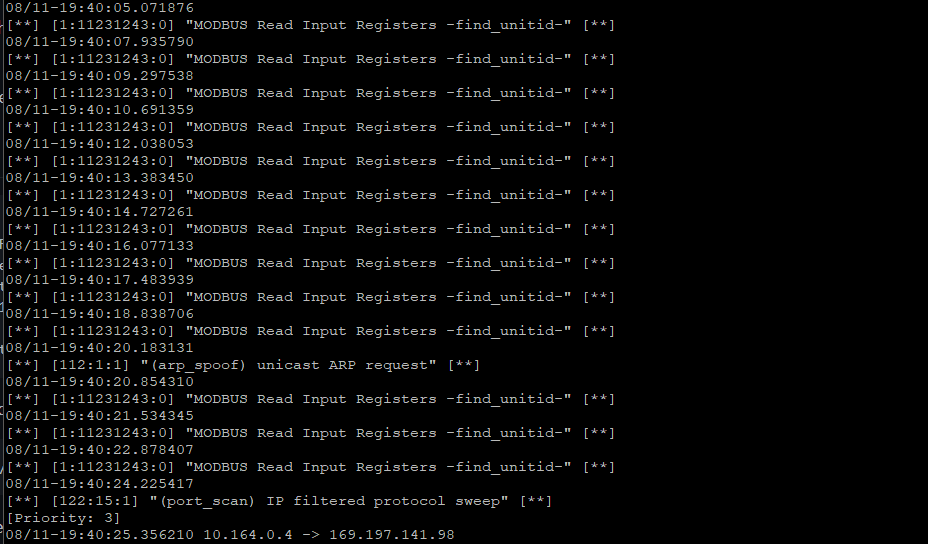 08/11-19:40:05.071876
[**] [1:11231243:0] "MODBUS Read Input Registers -find_unitid-" [**]
08/11-19:40:07.935790
[**] [1:11231243:0] "MODBUS Read Input Registers -find_unitid-" [**]
08/11-19:40:09.297538
[**] [1:11231243:0] "MODBUS Read Input Registers -find_unitid-" [**]
08/11-19:40:10.691359
[**] [1:11231243:0] "MODBUS Read Input Registers -find_unitid-" [**]
08/11-19:40:12.038053
[**] [1:11231243:0] "MODBUS Read Input Registers -find_unitid-" [**]
08/11-19:40:13.383450
[**] [1:11231243:0] "MODBUS Read Input Registers -find_unitid-" [**]
08/11-19:40:14.727261
[**] [1:11231243:0] "MODBUS Read Input Registers -find_unitid-" [**]
08/11-19:40:16.077133
[**] [1:11231243:0] "MODBUS Read Input Registers -find_unitid-" [**]
08/11-19:40:17.483939
[**] [1:11231243:0] "MODBUS Read Input Registers -find_unitid-" [**]
08/11-19:40:18.838706
[**] [1:11231243:0] "MODBUS Read Input Registers -find_unitid-" [**]
08/11-19:40:20.183131
[**] [112:1:1] "(arp_spoof) unicast ARP request" [**]
08/11-19:40:20.854310
[**] [1:11231243:0] "MODBUS Read Input Registers -find_unitid-" [**]
08/11-19:40:21.534345
[**] [1:11231243:0] "MODBUS Read Input Registers -find_unitid-" [**]
08/11-19:40:22.878407
[**] [1:11231243:0] "MODBUS Read Input Registers -find_unitid-" [**]
08/11-19:40:24.225417
[**] [122:15:1] "(port_scan) IP filtered protocol sweep" [**]
[Priority: 3]
08/11-19:40:25.356210 10.164.0.4 -> 169.197.141.98